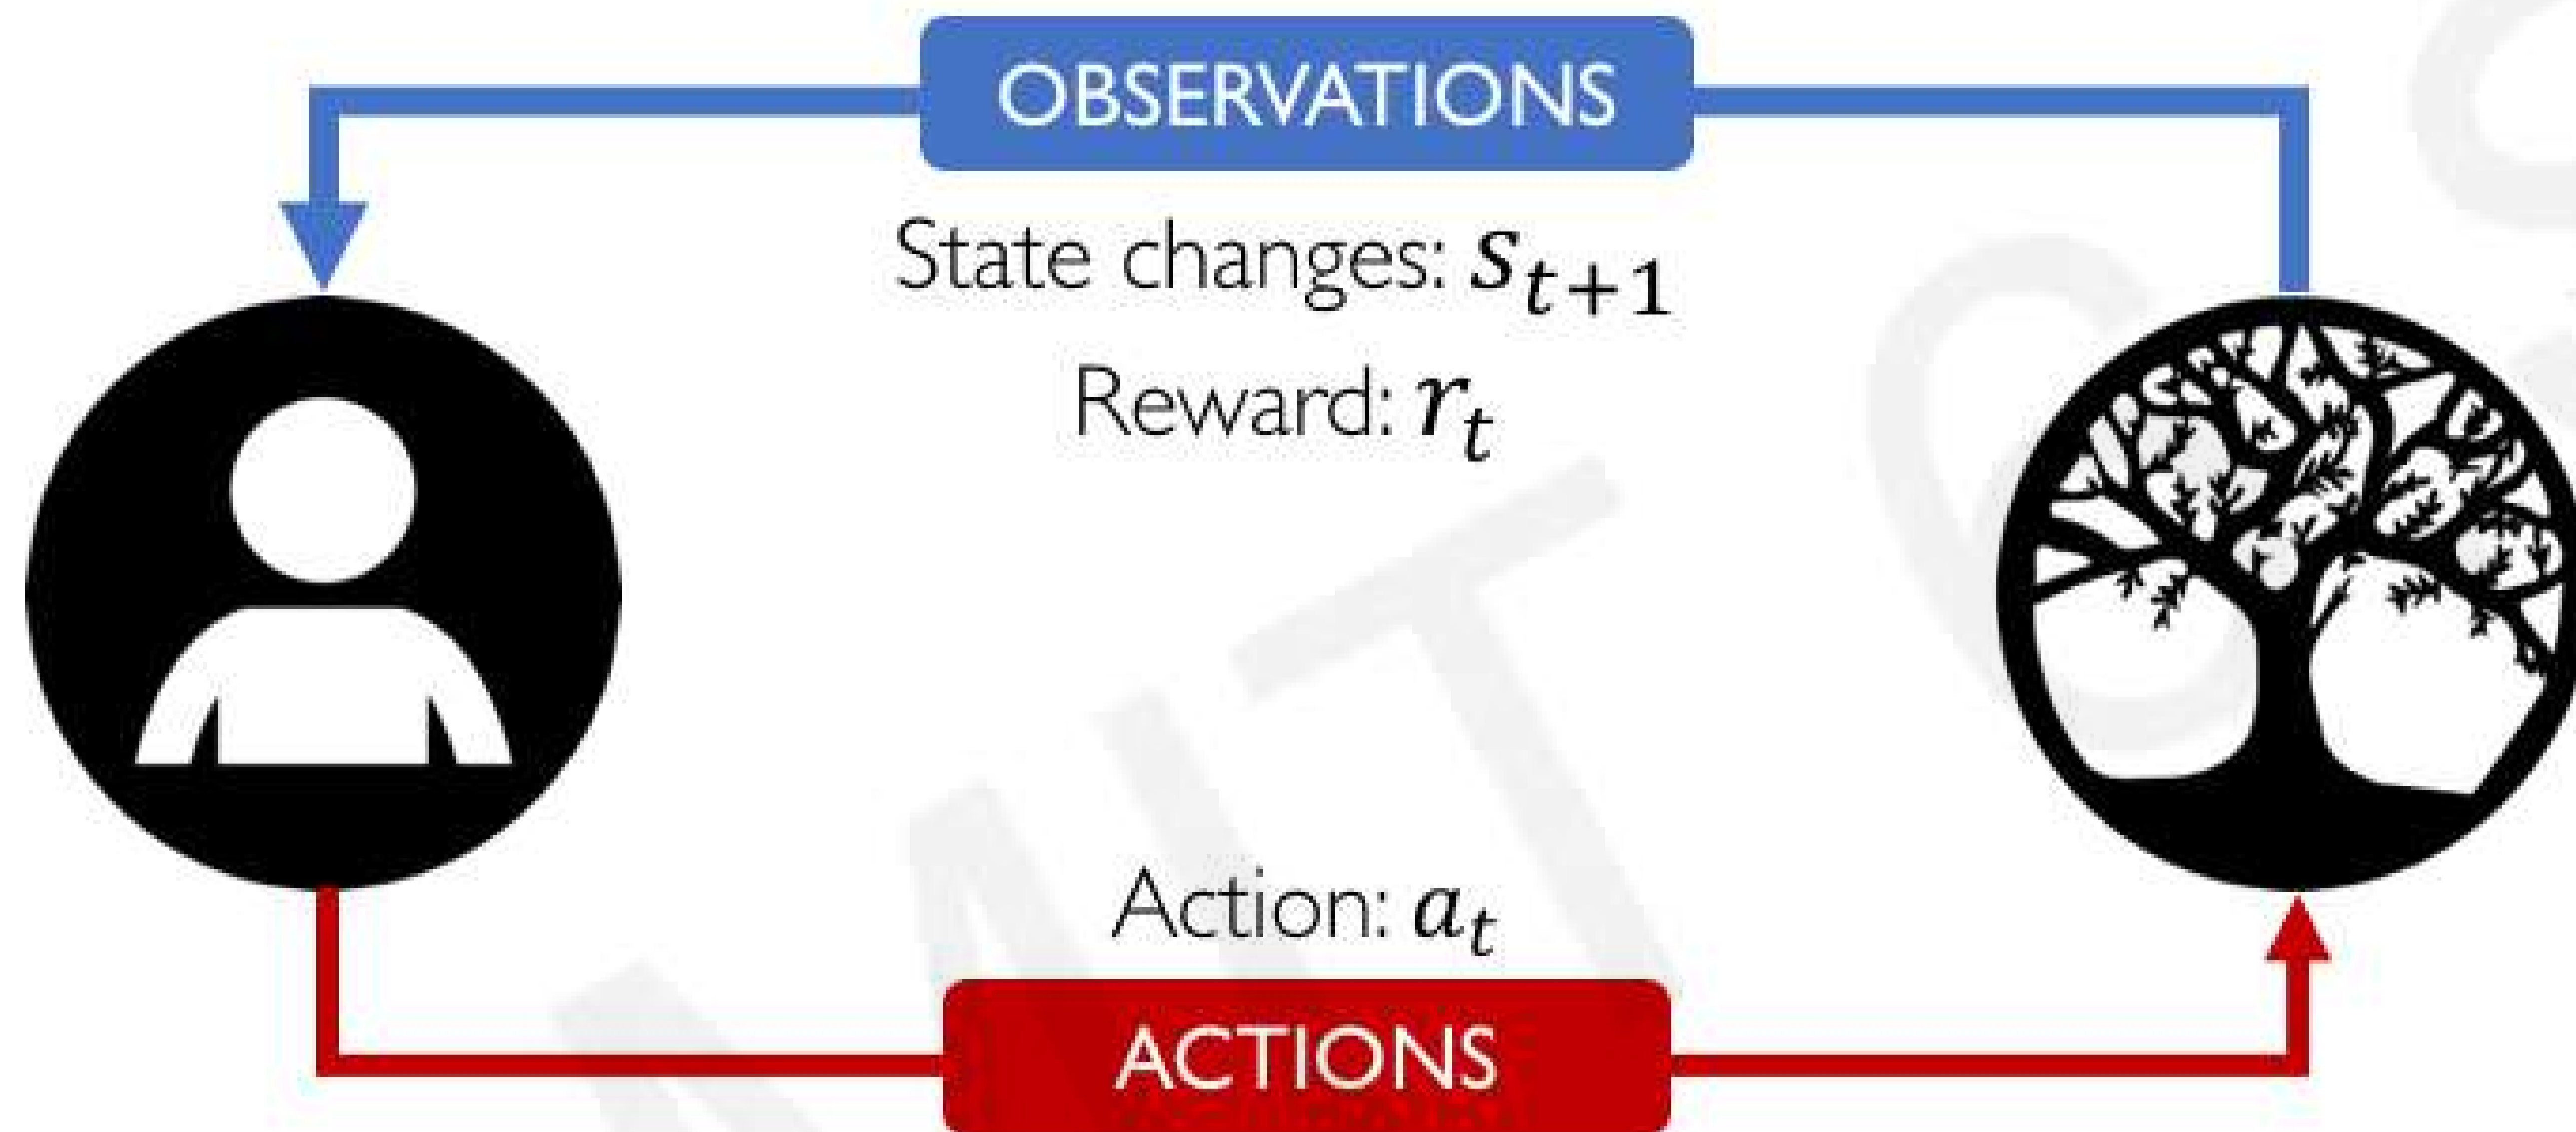 OBSERVATIONS
State changes: s_{t+1}
Reward: r_t
Action: a_t
ACTIONS